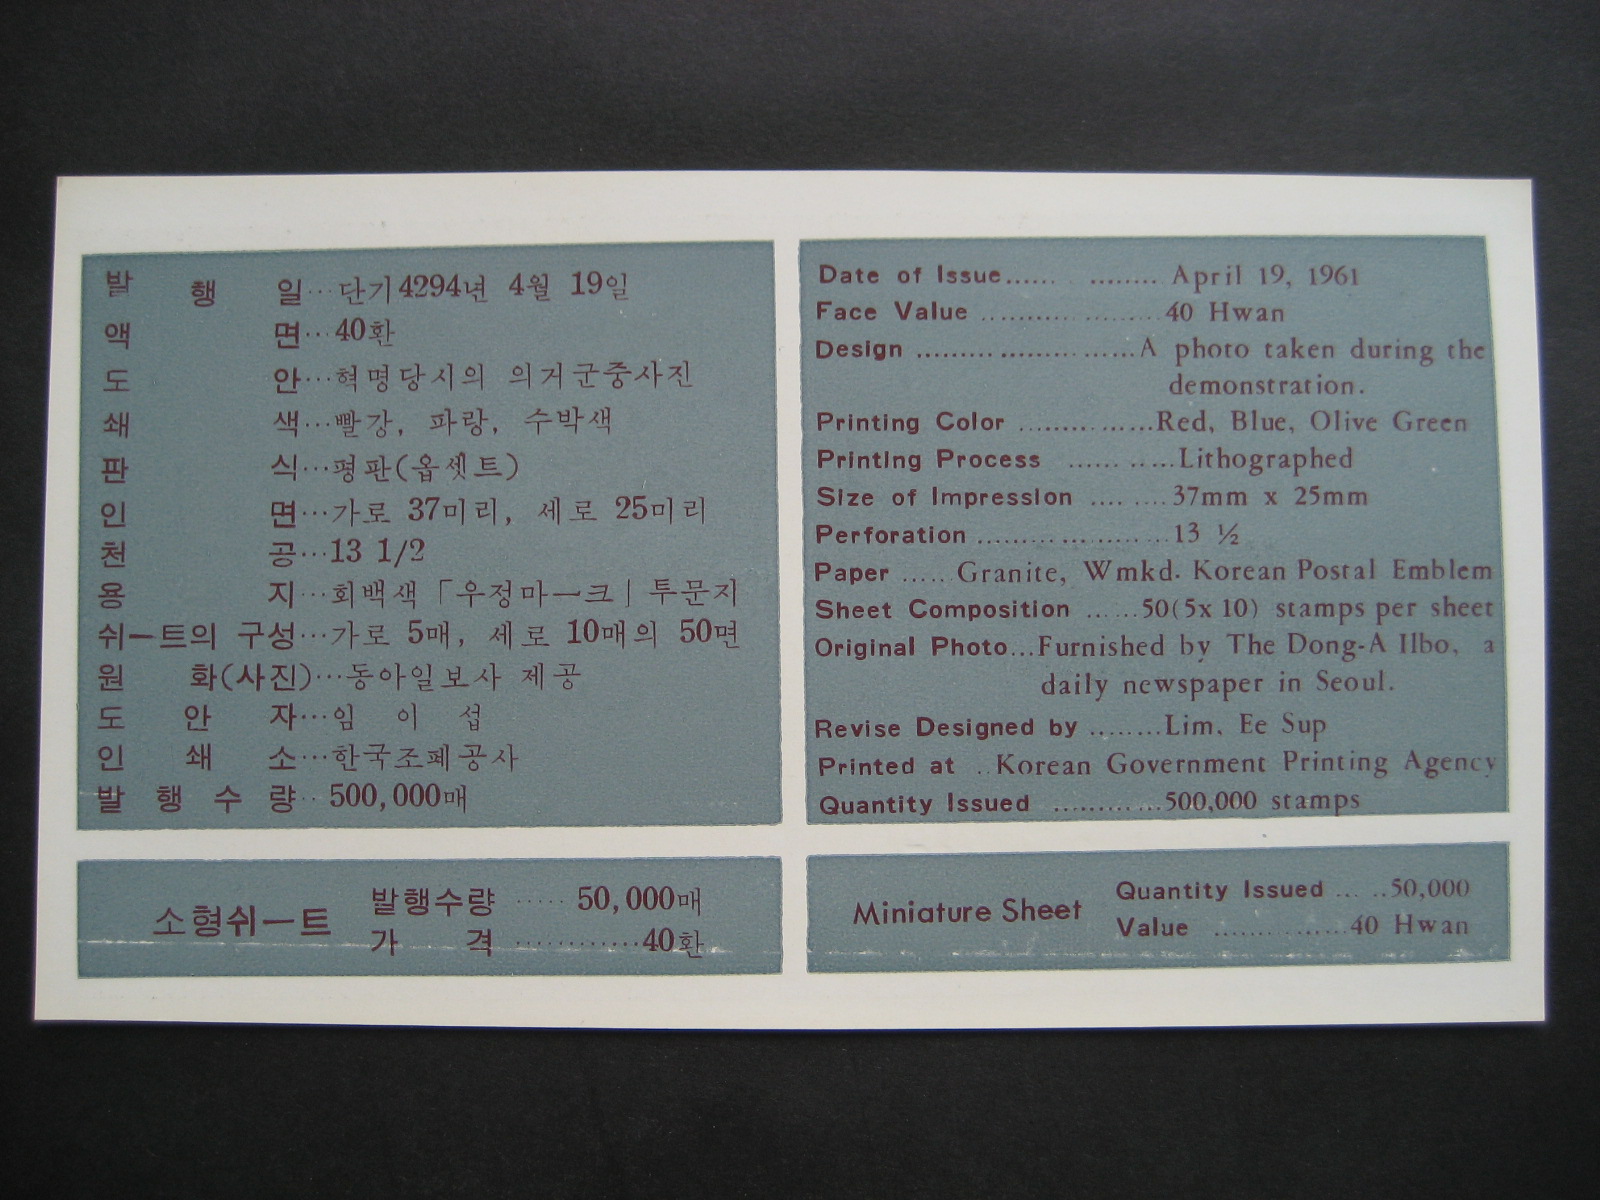 발 행 일…단기 4294년 4월 19일
액 면…40환
도 안…혁명당시의 의거군중사진
쇄 색…빨강, 파랑, 수박색
판 식…평판(옵셋트)
인 면…가로 37미리, 세로 25미리
천 공…13 1/2
용 지…회백색 「우정마ー크」 투문지
쉬ー트의 구성…가로 5매, 세로 10매의 50면
원 화(사진)…동아일보사 제공
도 안 자…임 이 섭
인 쇄 소…한국조폐공사
발 행 수 량…500,000매
소형쉬ー트
발행수량 ····· 500,000매
가 격 ············40환
Date of Issue...... ........ April 19, 1961
Face Value ....................40 Hwan
Design .........................A photo taken during the
demonstration.
Printing Color ...............Red, Blue, Olive Green
Printing Process ...... .....Lithographed
Size of Impression .... ....37mm x 25mm
Perforation .....................13 ½
Paper ..... Granite, Wmkd. Korean Postal Emblem
Sheet Composition ......50(5x10) stamps per sheet
Original Photo...Furnished by The Dong-A Ilbo, a
daily newspaper in Seoul.
Revise Designed by ........Lim, Ee Sup
Printed at ..Korean Government Printing Agency
Quantity Issued ............500,000 stamps
Miniature Sheet
Quantity Issued ... ..50,000
Value ...............40 Hwan